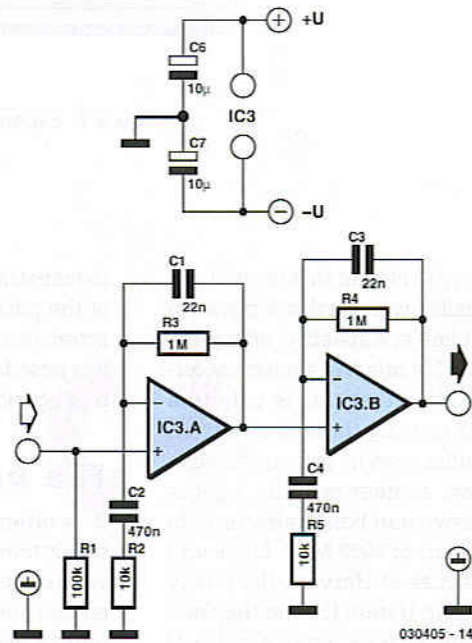 + +U
C6
10µ
IC3
C7
10µ
− −U
C3
22n
C1
22n
R4
1M
R3
1M
−
−
IC3.A
IC3.B
+
+
C2
470n
C4
470n
R1
100k
R2
10k
R5
10k
030405 - 1